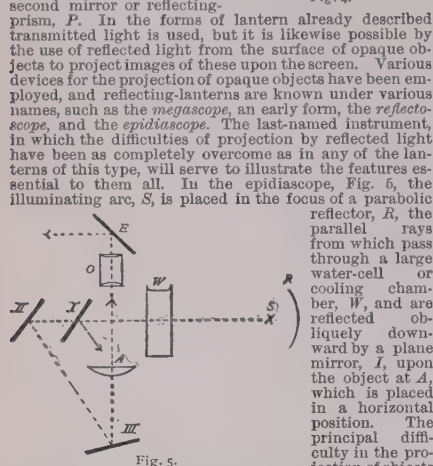 second mirror or reflecting-
prism, P. In the forms of lantern already described
transmitted light is used, but it is likewise possible by
the use of reflected light from the surface of opaque ob-
jects to project images of these upon the screen. Various
devices for the projection of opaque objects have been em-
ployed, and reflecting-lanterns are known under various
names, such as the megascope, an early form, the reflecto-
scope, and the epidiascope. The last-named instrument,
in which the difficulties of projection by reflected light
have been as completely overcome as in any of the lan-
terns of this type, will serve to illustrate the features es-
sential to them all. In the epidiascope, Fig. 5, the
illuminating arc, S, is placed in the focus of a parabolic
reflector, R, the
parallel rays
from which pass
through a large
water-cell or
cooling cham-
ber, W, and are
reflected ob-
liquely down-
ward by a plane
mirror, I, upon
the object at A,
which is placed
in a horizontal
position. The
principal diffi-
culty in the pro-
E
O
W
R
II
I
S
X
A
III
Fig. 5.